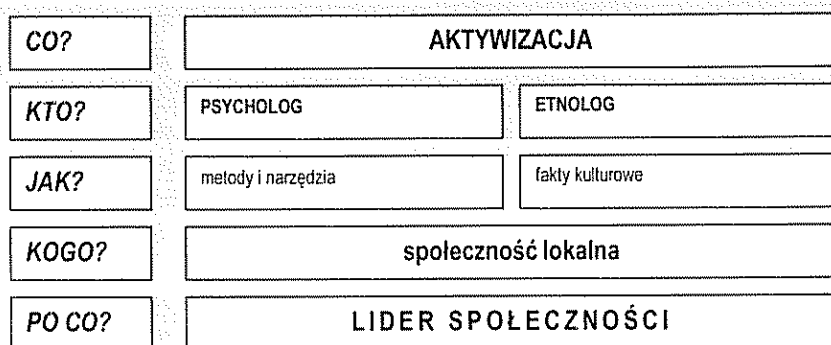 CO? AKTYWIZACJA
KTO? PSYCHOLOG ETNOLOG
JAK? metody i narzędzia fakty kulturowe
KOGO? społeczność lokalna
PO CO? LIDER SPOŁECZNOŚCI